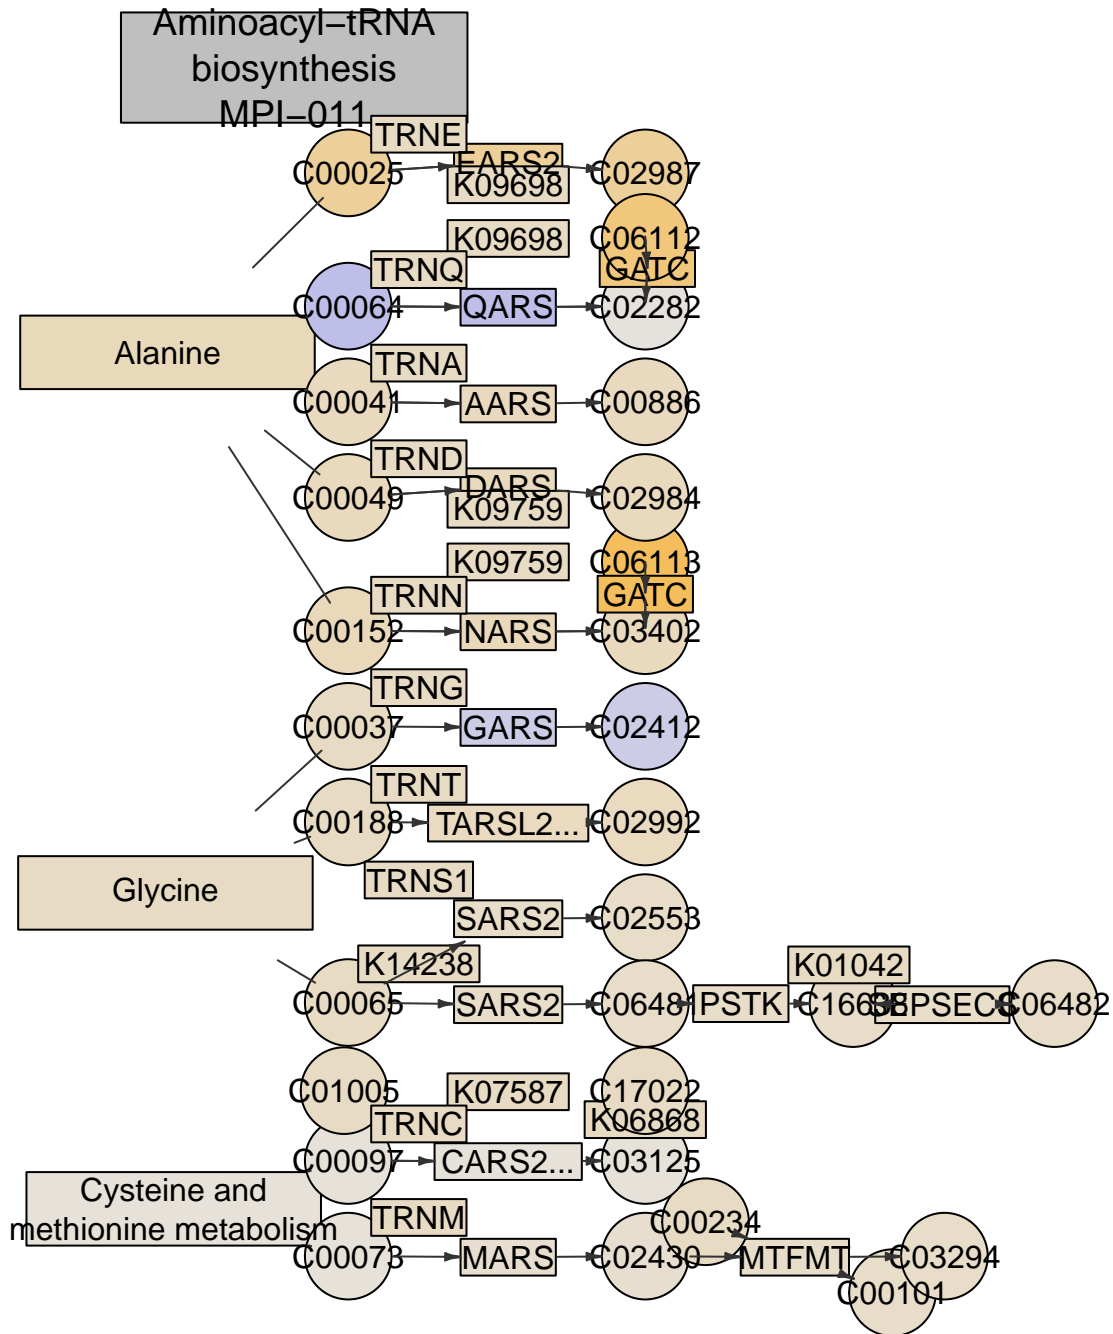 Aminoacyl−tRNA
biosynthesis
MPI−011
TRNE
C00025
EARS2
K09698
C02987
K09698
C06112
TRNQ
GATC
C00064
QARS
C02282
Alanine
TRNA
C00041
AARS
C00886
TRND
C00049
DARS
K09759
C02984
K09759
C06113
TRNN
GATC
C00152
NARS
C03402
TRNG
C00037
GARS
C02412
TRNT
C00188
TARSL2...
C02992
Glycine
TRNS1
SARS2
C02553
K14238
K01042
C00065
SARS2
C06481
PSTK
C16638
SEPSECS
C06482
C01005
K07587
C17022
TRNC
K06868
C00097
CARS2...
C03125
Cysteine and
methionine metabolism
TRNM
C00234
C00073
MARS
C02430
MTFMT
C03294
C00101